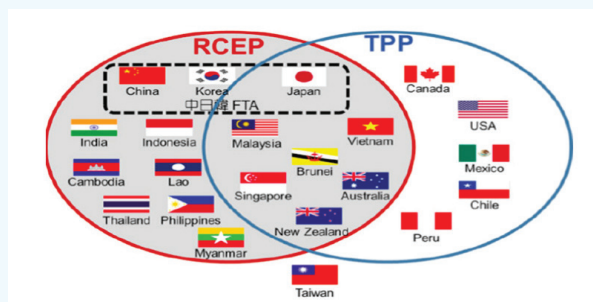 RCEP
TPP
China
Korea
Japan
中日韓 FTA
Canada
USA
India
Indonesia
Malaysia
Vietnam
Brunei
Mexico
Cambodia
Lao
Singapore
Australia
Chile
Thailand
Philippines
New Zealand
Peru
Myanmar
Taiwan